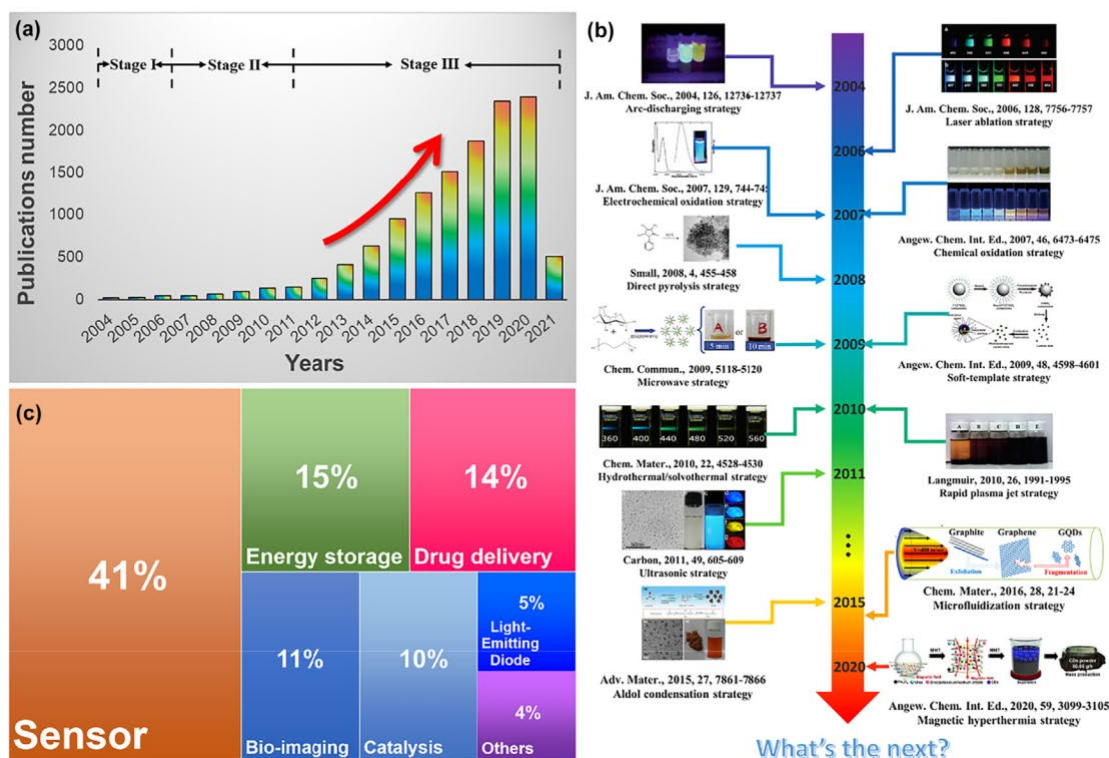 (a)
3000
2500
2000
1500
1000
500
0
Publications number
Stage I
Stage II
Stage III
2004
2005
2006
2007
2008
2009
2010
2011
2012
2013
2014
2015
2016
2017
2018
2019
2020
2021
Years
(b)
J. Am. Chem. Soc., 2004, 126, 12736-12737
Arc-discharging strategy
J. Am. Chem. Soc., 2007, 129, 744-745
Electrochemical oxidation strategy
Small, 2008, 4, 455-458
Direct pyrolysis strategy
A
5 min
or
B
10 min
Chem. Commun., 2009, 5118-5120
Microwave strategy
360
400
440
480
520
560
Chem. Mater., 2010, 22, 4528-4530
Hydrothermal/solvothermal strategy
Carbon, 2011, 49, 605-609
Ultrasonic strategy
Adv. Mater., 2015, 27, 7861-7866
Aldol condensation strategy
2004
2006
2007
2008
2009
2010
2011
2015
2020
J. Am. Chem. Soc., 2006, 128, 7756-7757
Laser ablation strategy
Angew. Chem. Int. Ed., 2007, 46, 6473-6475
Chemical oxidation strategy
Angew. Chem. Int. Ed., 2009, 48, 4598-4601
Soft-template strategy
A B C D E
Langmuir, 2010, 26, 1991-1995
Rapid plasma jet strategy
Graphite
Graphene
GQDs
Exfoliation
Fragmentation
Chem. Mater., 2016, 28, 21-24
Microfluidization strategy
MHT
MHT
CDs powder
Mass production
Angew. Chem. Int. Ed., 2020, 59, 3099-3105
Magnetic hyperthermia strategy
What's the next?
(c)
41%
Sensor
15%
Energy storage
14%
Drug delivery
11%
Bio-imaging
10%
Catalysis
5%
Light-
Emitting
Diode
4%
Others